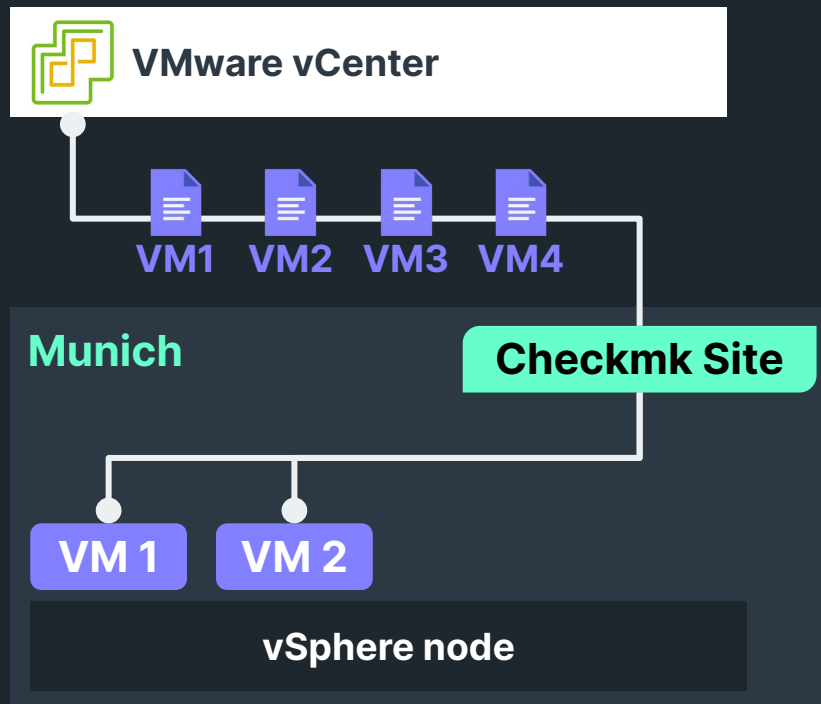 VMware vCenter
VM1 VM2 VM3 VM4
Munich
Checkmk Site
VM 1
VM 2
vSphere node